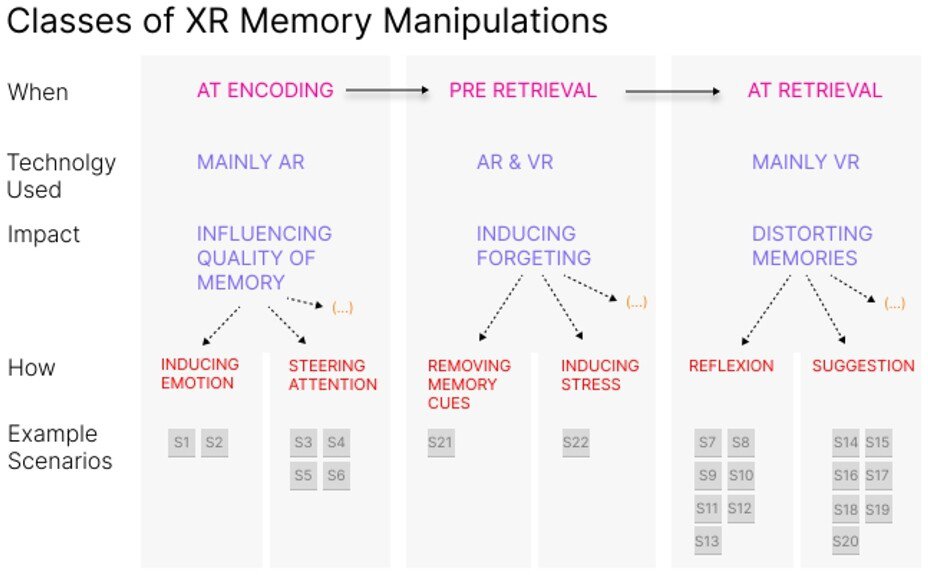 Classes of XR Memory Manipulations
When AT ENCODING PRE RETRIEVAL AT RETRIEVAL
Technolgy
Used
MAINLY AR AR & VR MAINLY VR
Impact
INFLUENCING
QUALITY OF
MEMORY
INDUCING
FORGETING
DISTORTING
MEMORIES
(...) (...) (...)
How
INDUCING
EMOTION
STEERING
ATTENTION
REMOVING
MEMORY
CUES
INDUCING
STRESS
REFLEXION
SUGGESTION
Example
Scenarios
S1 S2
S3 S4
S5 S6
S21
S22
S7 S8
S9 S10
S11 S12
S13
S14 S15
S16 S17
S18 S19
S20